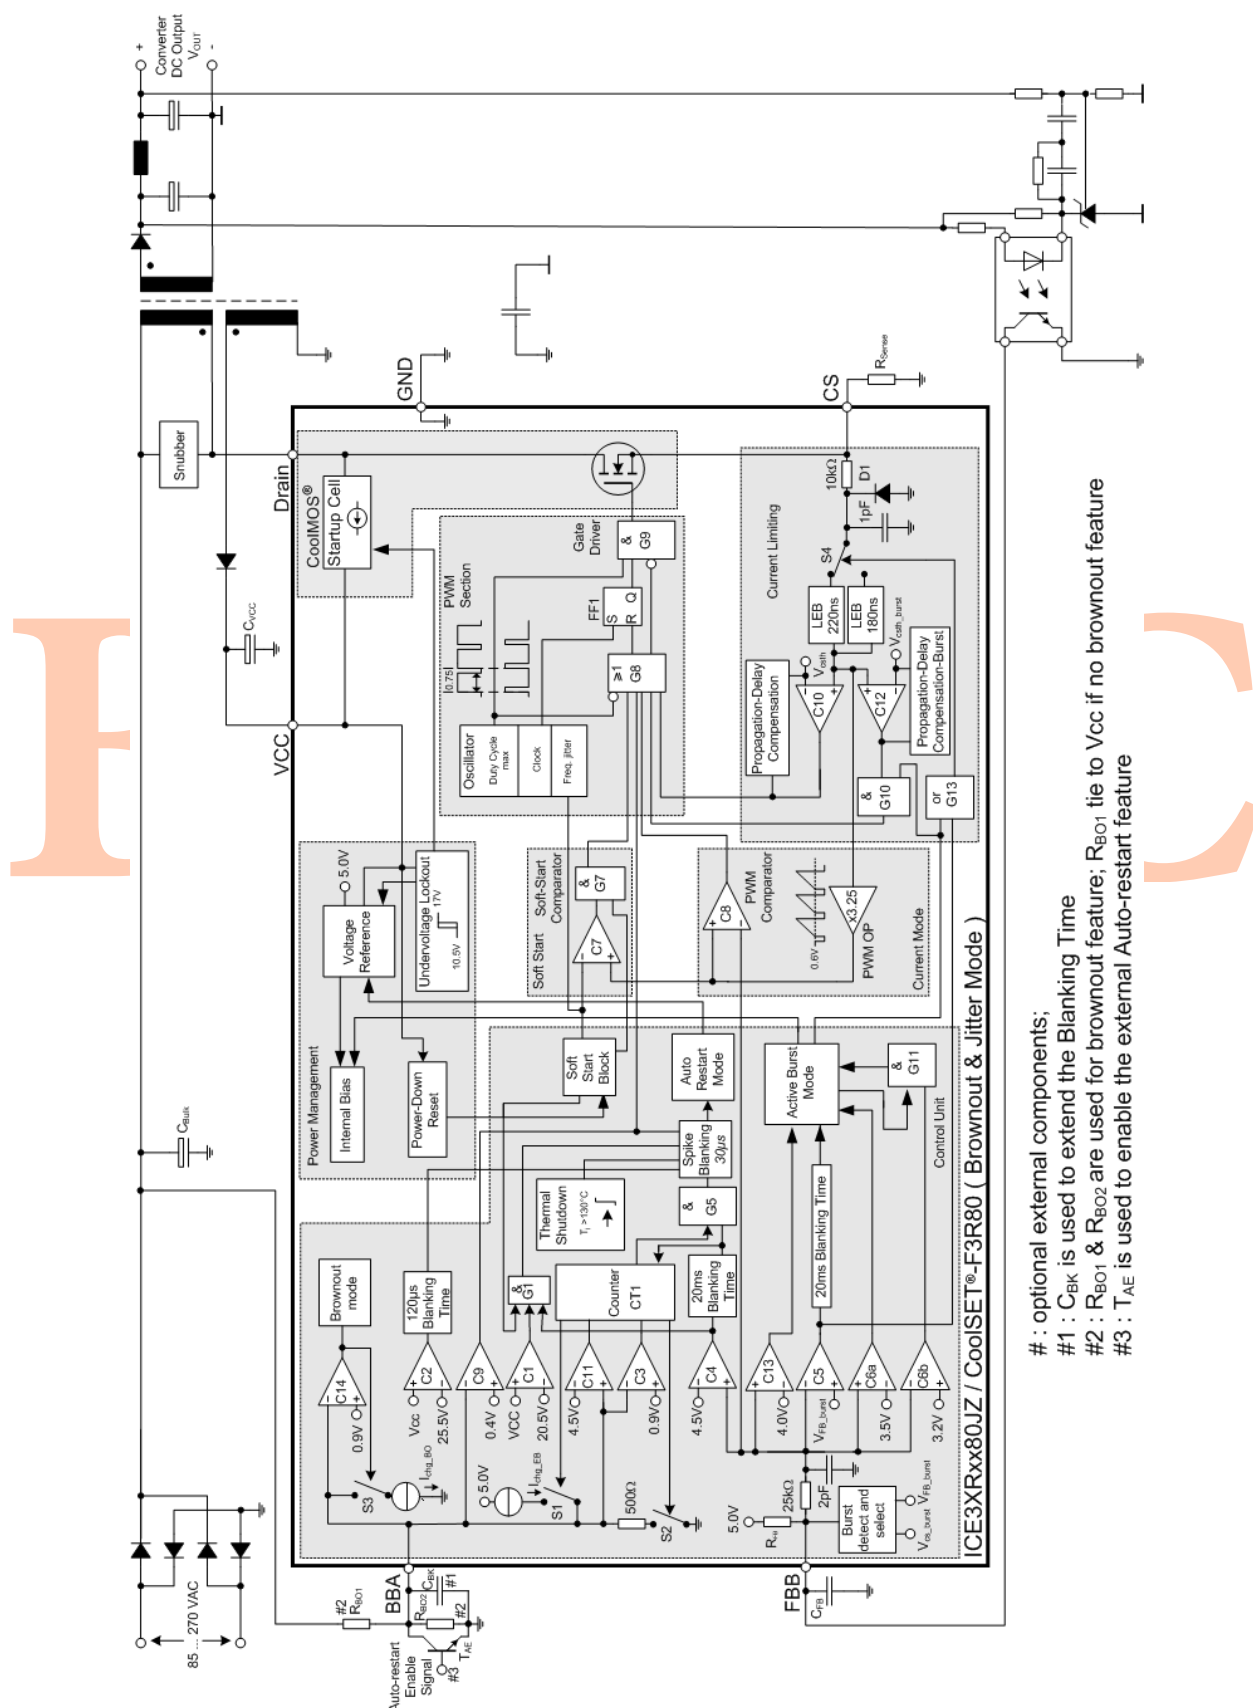 Converter
DC Output
VOUT
+
-
85 ... 270 VAC
CBulk
Snubber
CVCC
#2
RBO1
Auto-restart
Enable
Signal
#3
TAE
RBO2
#2
CBK
#1
BBA
VCC
Drain
GND
CS
RSense
FBB
CFB
CoolMOS®
Startup Cell
Power Management
Internal Bias
Voltage
Reference
5.0V
Undervoltage Lockout
17V
10.5V
Power-Down
Reset
PWM
Section
0.75
Oscillator
Duty Cycle
max
Clock
Freq. jitter
Gate
Driver
&
G9
FF1
S
R
Q
≥1
G8
Brownout
mode
C14
0.9V
S3
Ichg_BO
120µs
Blanking
Time
C2
Vcc
25.5V
C9
0.4V
C1
VCC
20.5V
&
G1
Thermal
Shutdown
Tj >130°C
Counter
CT1
C11
4.5V
C3
0.9V
5.0V
Ichg_EB
S1
500Ω
S2
C4
4.5V
20ms
Blanking
Time
&
G5
Spike
Blanking
30µs
Auto
Restart
Mode
Soft
Start
Block
Soft Start
Soft-Start
Comparator
C7
&
G7
C8
PWM
Comparator
0.6V
PWM OP
x3.25
Current Mode
Current Limiting
Propagation-Delay
Compensation
C10
Vcsth
C12
Vcsth_burst
Propagation-Delay
Compensation-Burst
LEB
220ns
LEB
180ns
S4
1pF
D1
10kΩ
&
G10
or
G13
C13
4.0V
C5
VFB_burst
C6a
3.5V
C6b
3.2V
20ms Blanking Time
Active Burst
Mode
&
G11
Control Unit
5.0V
RFB
25kΩ
2pF
Burst
detect and
select
Vcs_burst
VFB_burst
ICE3XRxx80JZ / CoolSET®-F3R80 ( Brownout & Jitter Mode )
# : optional external components;
#1 : CBK is used to extend the Blanking Time
#2 : RBO1 & RBO2 are used for brownout feature; RBO1 tie to Vcc if no brownout feature
#3 : TAE is used to enable the external Auto-restart feature